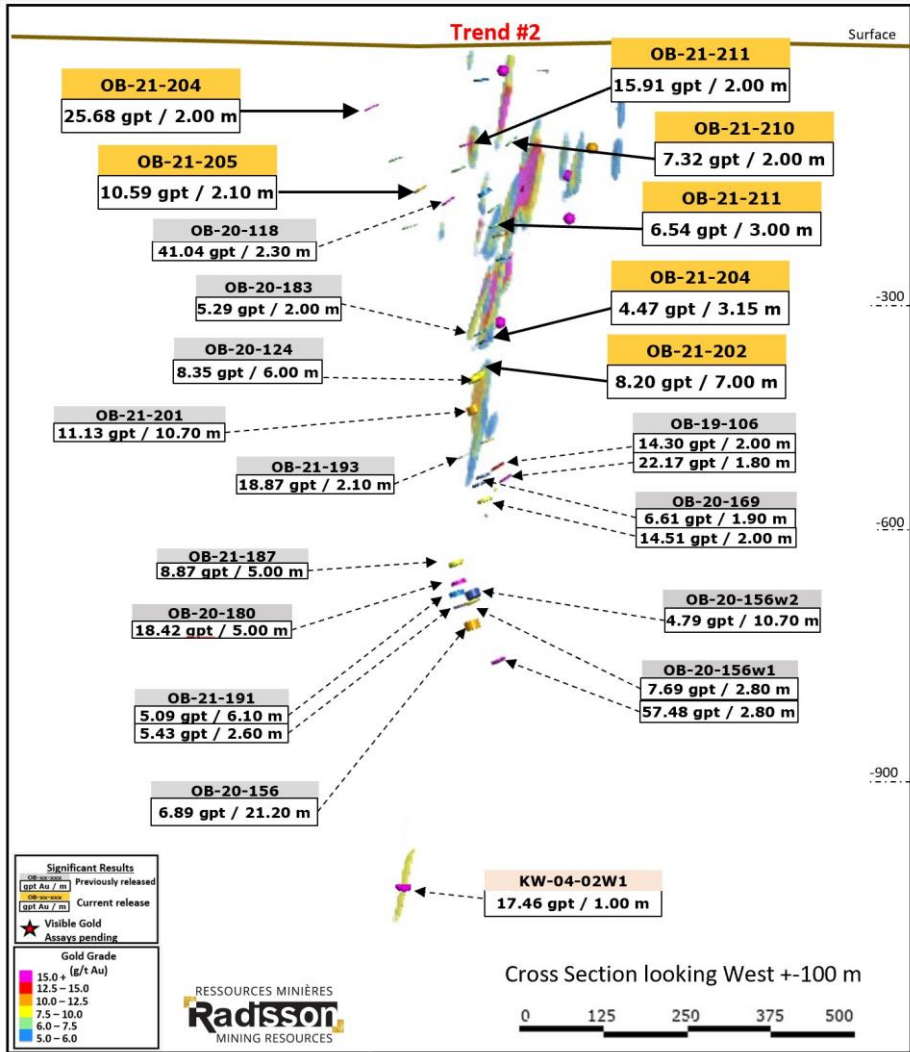 Trend #2
Surface
OB-21-211
15.91 gpt / 2.00 m
OB-21-204
25.68 gpt / 2.00 m
OB-21-210
7.32 gpt / 2.00 m
OB-21-205
10.59 gpt / 2.10 m
OB-21-211
6.54 gpt / 3.00 m
OB-20-118
41.04 gpt / 2.30 m
OB-21-204
4.47 gpt / 3.15 m
OB-20-183
5.29 gpt / 2.00 m
-300
OB-20-124
8.35 gpt / 6.00 m
OB-21-202
8.20 gpt / 7.00 m
OB-21-201
11.13 gpt / 10.70 m
OB-19-106
14.30 gpt / 2.00 m
22.17 gpt / 1.80 m
OB-21-193
18.87 gpt / 2.10 m
OB-20-169
6.61 gpt / 1.90 m
14.51 gpt / 2.00 m
-600
OB-21-187
8.87 gpt / 5.00 m
OB-20-180
18.42 gpt / 5.00 m
OB-20-156w2
4.79 gpt / 10.70 m
OB-20-156w1
7.69 gpt / 2.80 m
57.48 gpt / 2.80 m
OB-21-191
5.09 gpt / 6.10 m
5.43 gpt / 2.60 m
-900
OB-20-156
6.89 gpt / 21.20 m
KW-04-02W1
17.46 gpt / 1.00 m
Significant Results
OB-xx-xxx
gpt Au / m
Previously released
OB-xx-xxx
gpt Au / m
Current release
Visible Gold
Assays pending
Gold Grade
(g/t Au)
15.0 +
12.5 – 15.0
10.0 – 12.5
7.5 – 10.0
6.0 – 7.5
5.0 – 6.0
RESSOURCES MINIÈRES
Radisson
MINING RESOURCES
Cross Section looking West +-100 m
0 125 250 375 500